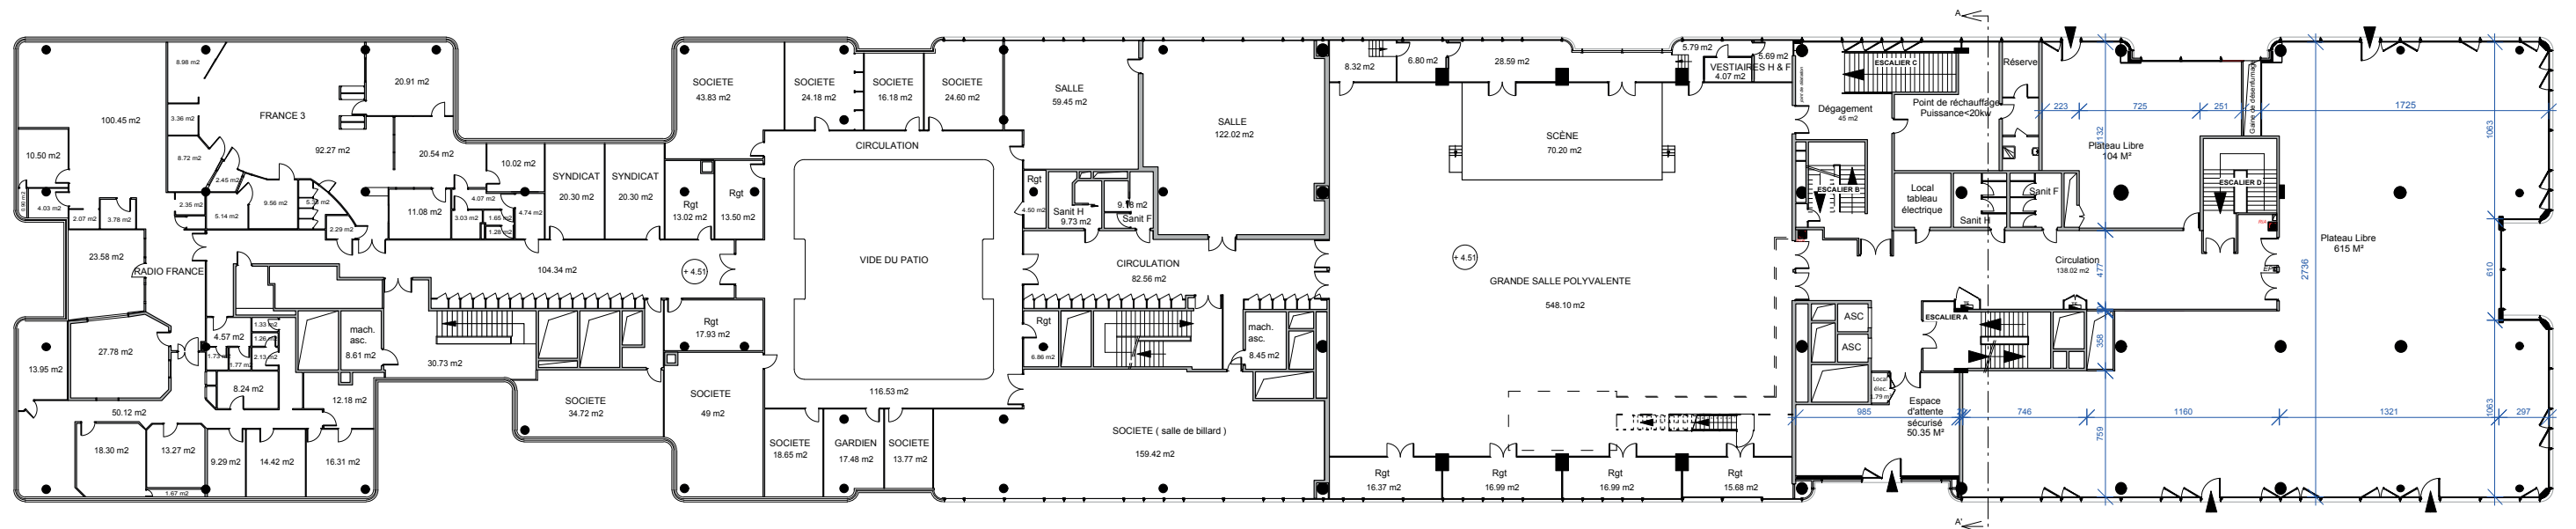 A
8.98 m2
3.36 m2
8.72 m2
2.45 m2
100.45 m2
10.50 m2
4.03 m2
2.07 m2
3.78 m2
2.35 m2
5.14 m2
9.56 m2
2.29 m2
FRANCE 3
92.27 m2
20.91 m2
20.54 m2
10.02 m2
4.07 m2
11.08 m2
3.03 m2
1.65 m2
1.28 m2
4.74 m2
SYNDICAT
20.30 m2
SYNDICAT
20.30 m2
Rgt
13.02 m2
Rgt
13.50 m2
SOCIETE
43.83 m2
SOCIETE
24.18 m2
SOCIETE
16.18 m2
SOCIETE
24.60 m2
CIRCULATION
VIDE DU PATIO
116.53 m2
23.58 m2
RADIO FRANCE
104.34 m2
+ 4.51
27.78 m2
13.95 m2
50.12 m2
18.30 m2
13.27 m2
1.67 m2
9.29 m2
14.42 m2
16.31 m2
4.57 m2
1.33 m2
2.13 m2
1.77 m2
8.24 m2
12.18 m2
mach.
asc.
8.61 m2
30.73 m2
SOCIETE
34.72 m2
Rgt
17.93 m2
SOCIETE
49 m2
SOCIETE
18.65 m2
GARDIEN
17.48 m2
SOCIETE
13.77 m2
SALLE
59.45 m2
SALLE
122.02 m2
Rgt
4.50 m2
Sanit H
9.73 m2
Sanit F
CIRCULATION
82.56 m2
Rgt
6.86 m2
mach.
asc.
8.45 m2
SOCIETE ( salle de billard )
159.42 m2
8.32 m2
6.80 m2
28.59 m2
5.79 m2
5.69 m2
VESTIAIRES H & F
4.07 m2
SCÈNE
70.20 m2
+ 4.51
GRANDE SALLE POLYVALENTE
548.10 m2
Rgt
16.37 m2
Rgt
16.99 m2
Rgt
16.99 m2
Rgt
15.68 m2
ESCALIER C
Dégagement
45 m2
Point de réchauffage
Puissance<20kw
Réserve
ESCALIER B
Local
tableau
électrique
Sanit H
Sanit F
223
725
251
1725
1132
Plateau Libre
104 M²
Gaine de désenfumage
ESCALIER D
1063
Plateau Libre
615 M²
610
2736
Circulation
138.02 m2
477
ASC
ASC
ESCALIER A
358
Local
élec.
Espace
d'attente
sécurisé
50.35 M²
985
746
1160
1321
297
759
1063
A'